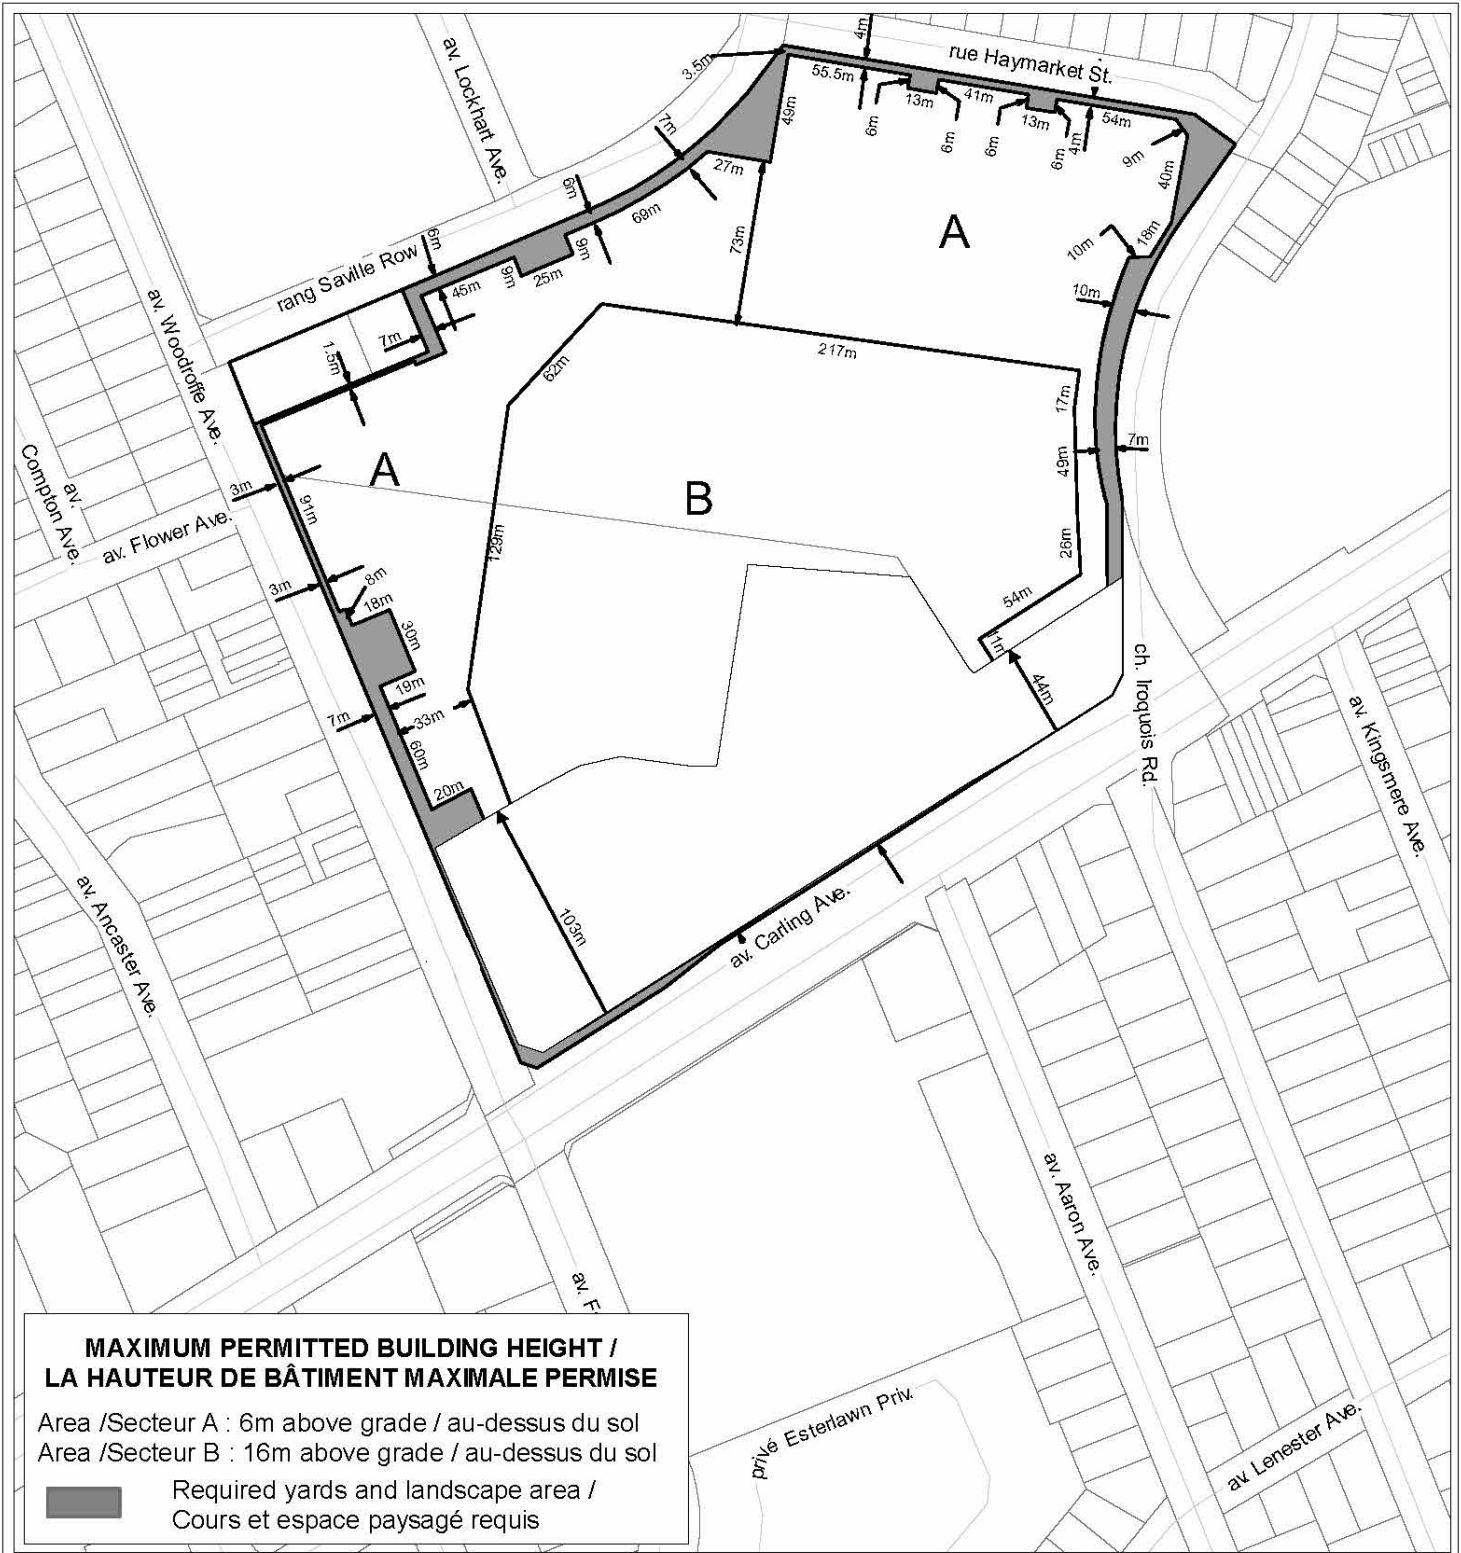 av. Lockhart Ave.
4m
rue Haymarket St.
3.5m
55.5m
13m
41m
13m
54m
49m
6m
6m
6m
6m
4m
9m
40m
7m
27m
6m
69m
18m
10m
A
73m
6m
9m
rang Saville Row
9m
25m
45m
10m
7m
1.5m
av. Woodroffe Ave.
217m
62m
17m
A
B
49m
7m
av.
Compton Ave.
3m
91m
av. Flower Ave.
129m
26m
3m
8m
18m
54m
30m
11m
19m
44m
ch. Iroquois Rd.
7m
33m
60m
av. Kingsmere Ave.
20m
av. Ancaster Ave.
103m
av. Carling Ave.
av. Aaron Ave.
av. F
privé Esterlawn Priv.
av. Lenester Ave.
MAXIMUM PERMITTED BUILDING HEIGHT /
LA HAUTEUR DE BÂTIMENT MAXIMALE PERMISE
Area /Secteur A : 6m above grade / au-dessus du sol
Area /Secteur B : 16m above grade / au-dessus du sol
Required yards and landscape area /
Cours et espace paysagé requis